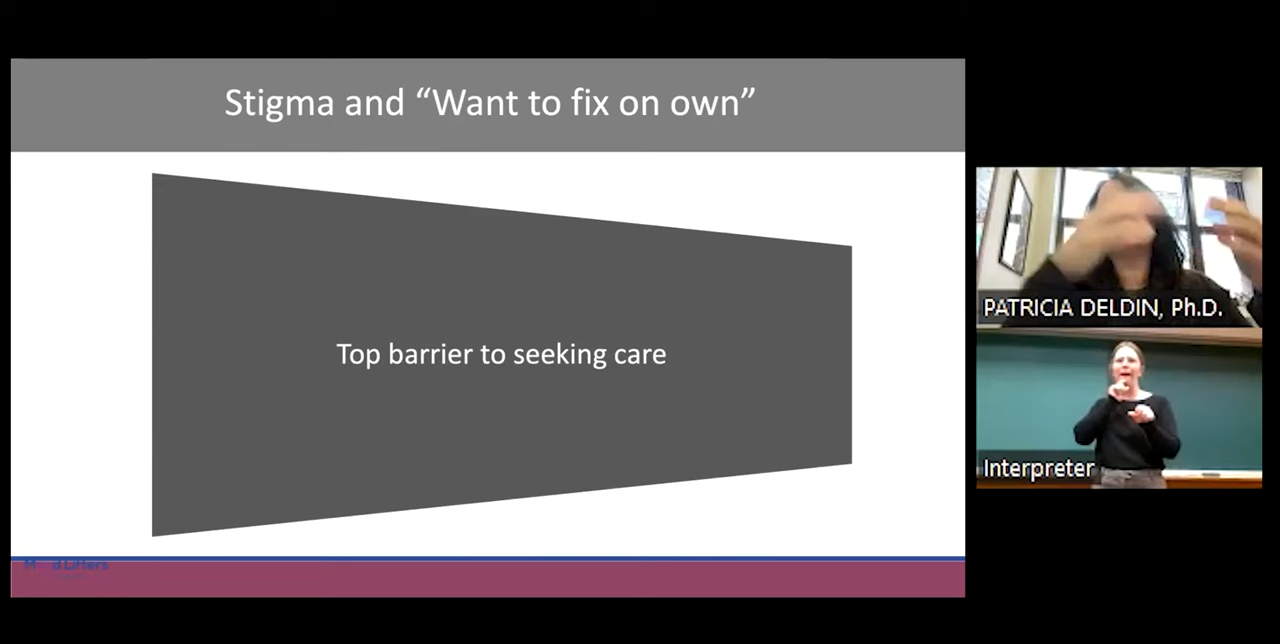 Stigma and “Want to fix on own”
Top barrier to seeking care
PATRICIA DELDIN, Ph.D.
Interpreter